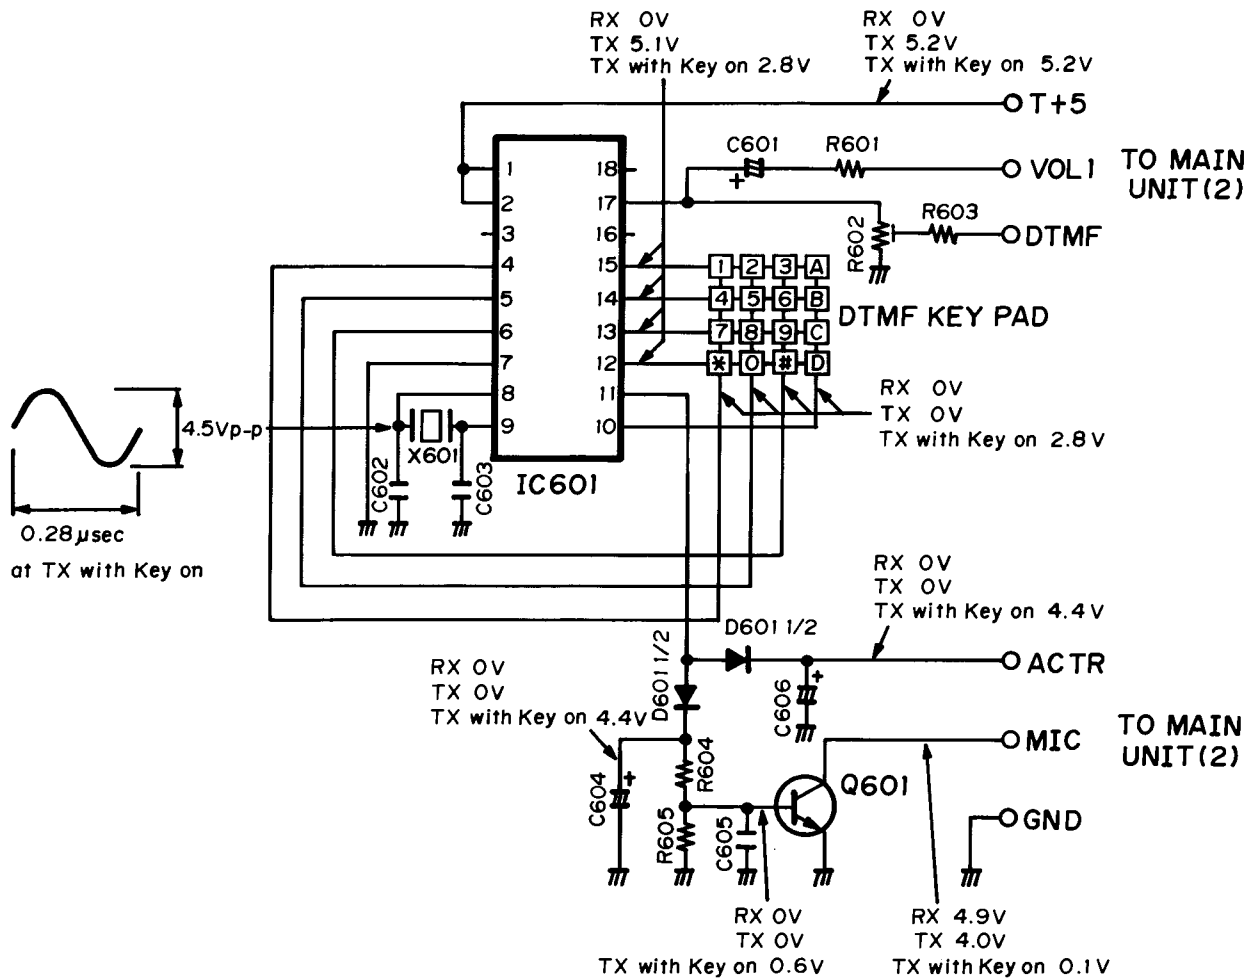 RX 0V
TX 5.1V
TX with Key on 2.8V
RX 0V
TX 5.2V
TX with Key on 5.2V
T+5
C601
+
R601
VOL1
TO MAIN
UNIT(2)
R602
R603
DTMF
1
2
3
4
5
6
7
8
9
18
17
16
15
14
13
12
11
10
IC601
1 2 3 A
4 5 6 B
7 8 9 C
* 0 # D
DTMF KEY PAD
RX 0V
TX 0V
TX with Key on 2.8V
4.5Vp-p
0.28μsec
at TX with Key on
X601
C602
C603
RX 0V
TX 0V
TX with Key on 4.4V
D601 1/2
ACTR
+
C606
RX 0V
TX 0V
TX with Key on 4.4V
D601 1/2
+
C604
R604
R605
C605
Q601
MIC
TO MAIN
UNIT(2)
GND
RX 0V
TX 0V
TX with Key on 0.6V
RX 4.9V
TX 4.0V
TX with Key on 0.1V